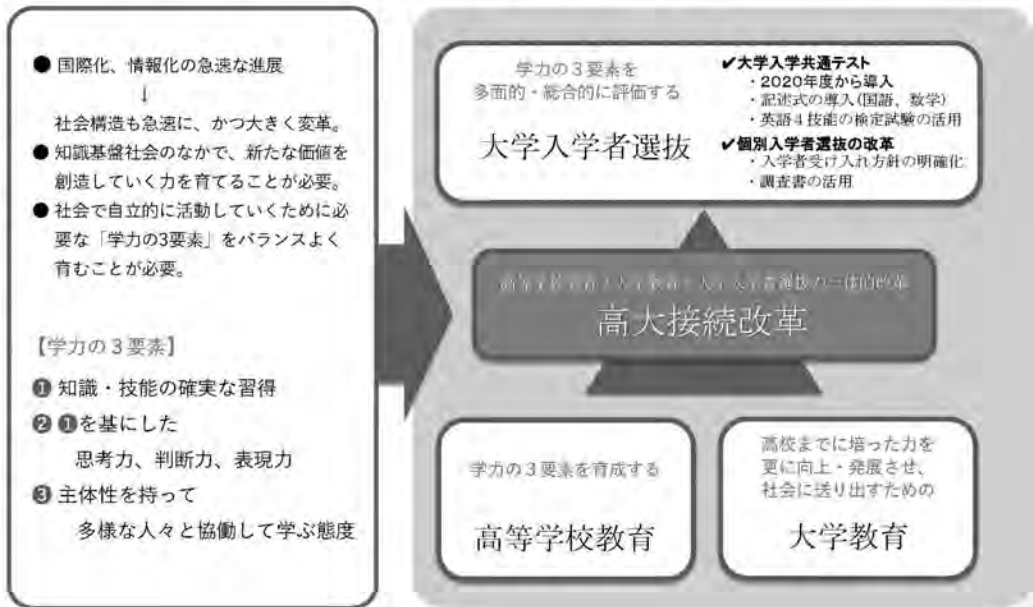 ● 国際化、情報化の急速な進展
↓
社会構造も急速に、かつ大きく変革。
● 知識基盤社会のなかで、新たな価値を
創造していく力を育てることが必要。
● 社会で自立的に活動していくために必
要な「学力の3要素」をバランスよく
育むことが必要。
【学力の3要素】
❶ 知識・技能の確実な習得
❷ ❶を基にした
思考力、判断力、表現力
❸ 主体性を持って
多様な人々と協働して学ぶ態度
学力の3要素を
多面的・総合的に評価する
大学入学者選抜
✔大学入学共通テスト
・2020年度から導入
・記述式の導入(国語、数学)
・英語4技能の検定試験の活用
✔個別入学者選抜の改革
・入学者受け入れ方針の明確化
・調査書の活用
大学入学者選抜の一体的改革
高大接続改革
学力の3要素を育成する
高等学校教育
高校までに培った力を
更に向上・発展させ、
社会に送り出すための
大学教育